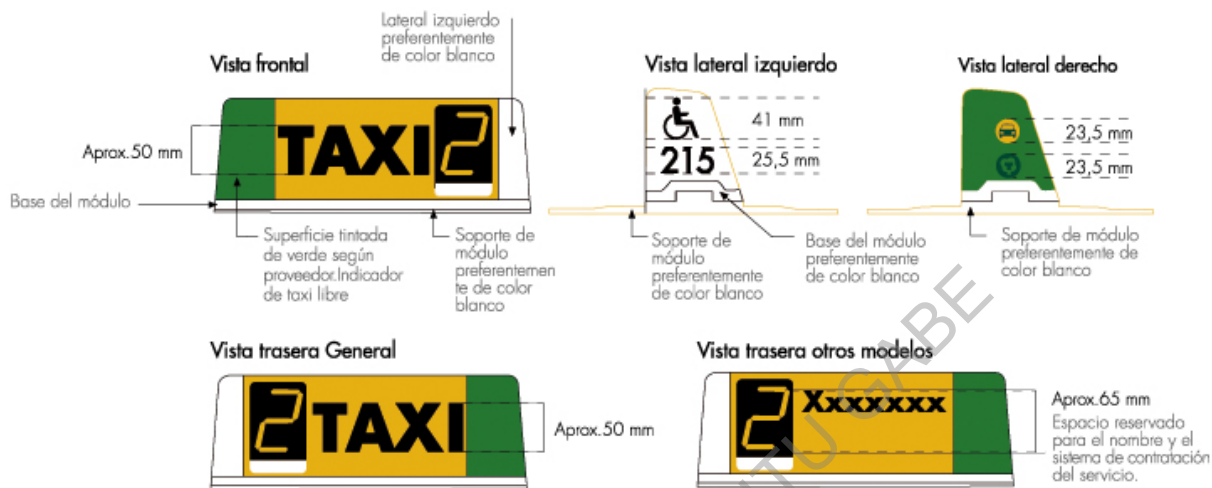 Lateral izquierdo
preferentemente
de color blanco
Vista frontal
TAXI 2
Aprox.50 mm
Base del módulo
Superficie tintada
de verde según
proveedor.Indicador
de taxi libre
Soporte de
módulo
preferentemen
te de color
blanco
Vista lateral izquierdo
41 mm
215
25,5 mm
Soporte de
módulo
preferentemente
de color blanco
Base del módulo
preferentemente
de color blanco
Vista lateral derecho
23,5 mm
23,5 mm
Soporte de módulo
preferentemente de
color blanco
Vista trasera General
2 TAXI
Aprox.50 mm
Vista trasera otros modelos
2 Xxxxxxx
Aprox.65 mm
Espacio reservado
para el nombre y el
sistema de contratación
del servicio.
ITU GABE